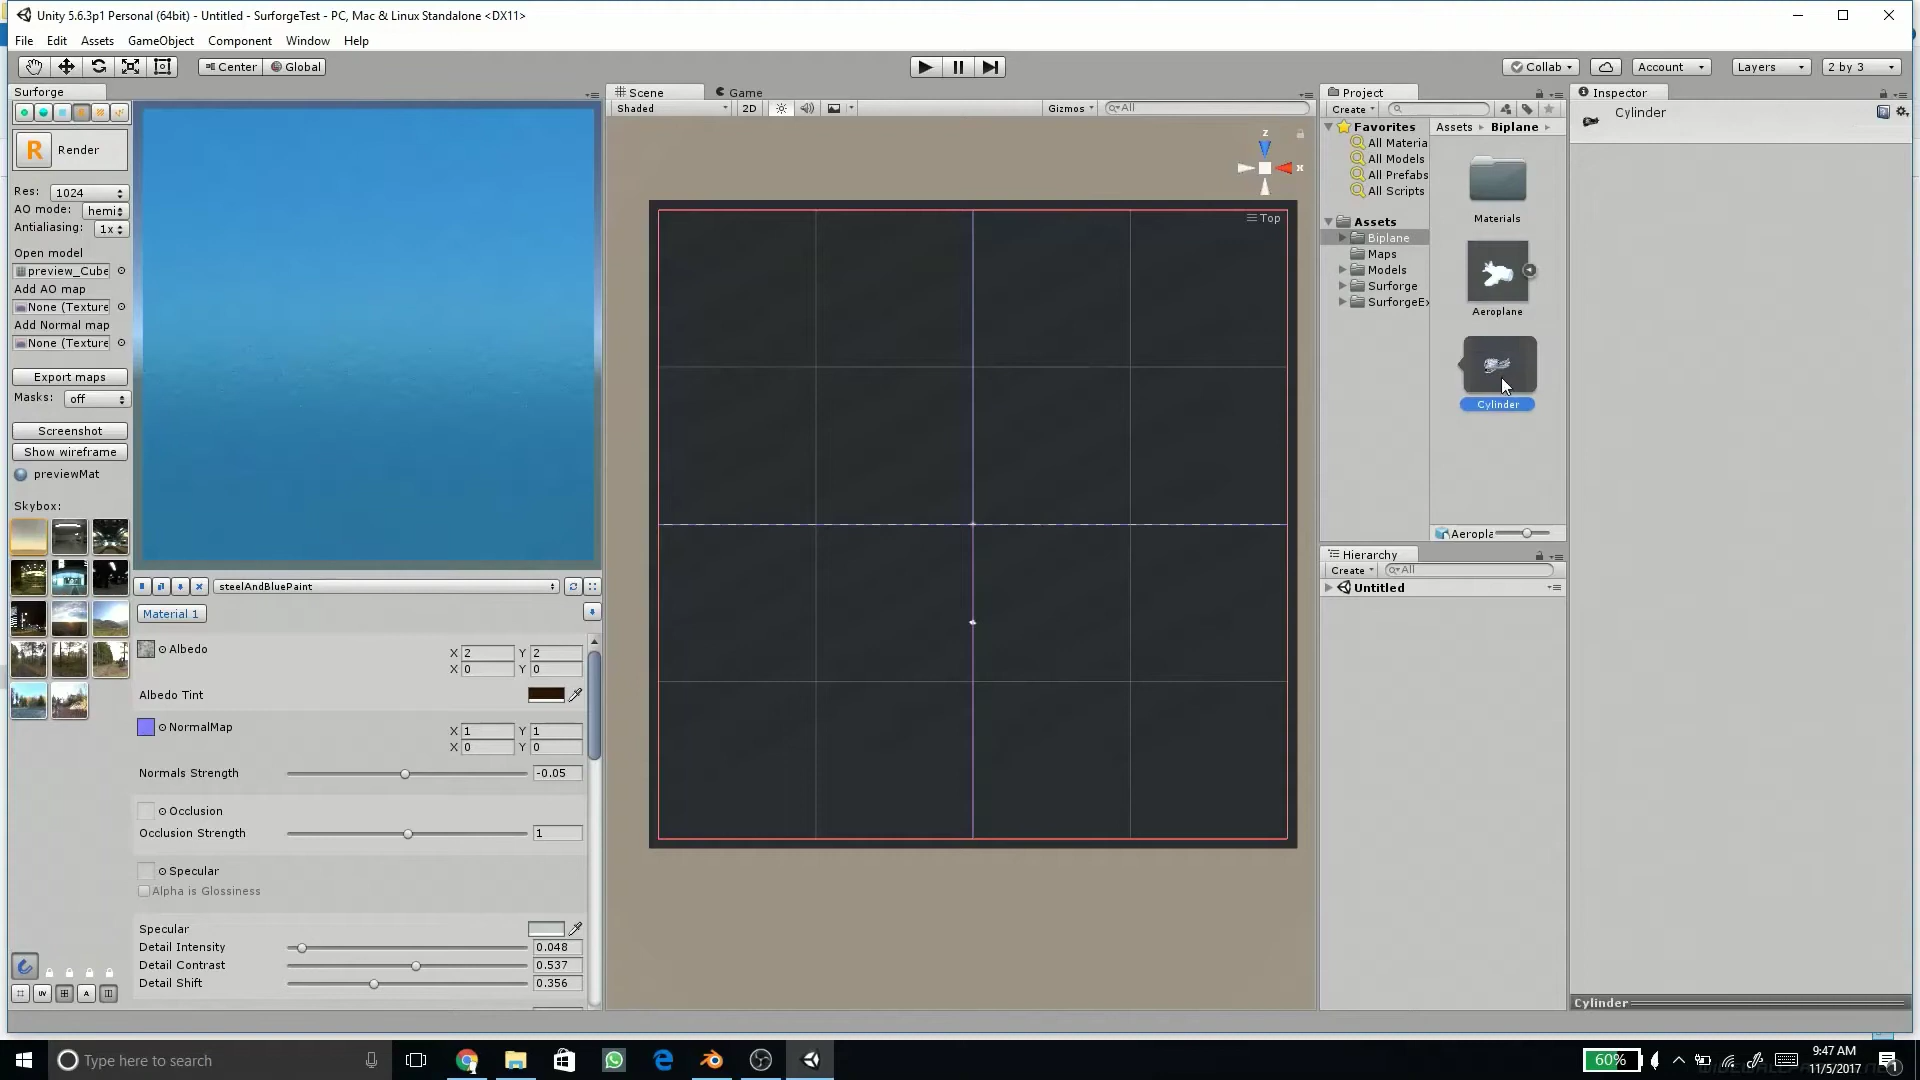 Unity 5.6.3p1 Personal (64bit) - Untitled - SurforgeTest - PC, Mac & Linux Standalone <DX11>
File Edit Assets GameObject Component Window Help
Center Global Collab Account Layers 2 by 3
Surforge
Render
Res: 1024
AO mode: hemi
Antialiasing: 1x
Open model
preview_Cube
Add AO map
None (Texture
Add Normal map
None (Texture
Export maps
Masks: off
Screenshot
Show wireframe
previewMat
Skybox:
UV A
steelAndBluePaint
Material 1
Albedo X 2 Y 2
X 0 Y 0
Albedo Tint
NormalMap X 1 Y 1
X 0 Y 0
Normals Strength -0.05
Occlusion
Occlusion Strength 1
Specular
Alpha is Glossiness
Specular
Detail Intensity 0.048
Detail Contrast 0.537
Detail Shift 0.356
Scene Game
Shaded 2D Gizmos All
z
x
Top
Project
Create
Favorites
All Materia
All Models
All Prefabs
All Scripts
Assets
Biplane
Maps
Models
Surforge
SurforgeEx
Assets Biplane
Materials
Aeroplane
Cylinder
Aeropla
Hierarchy
Create All
Untitled
Inspector
Cylinder
Cylinder
Type here to search
60%
9:47 AM
11/5/2017
1